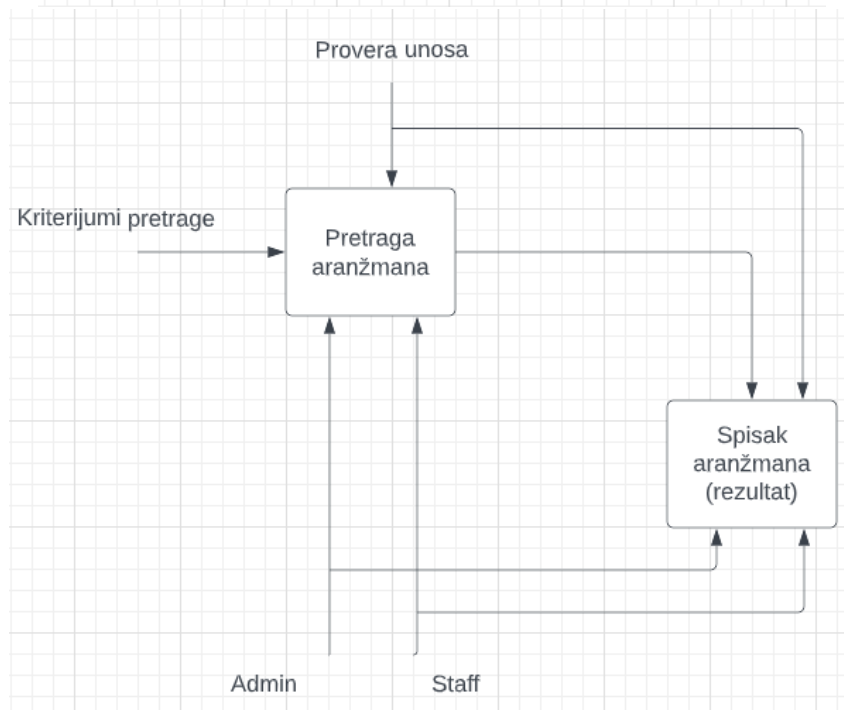 Provera unosa
Kriterijumi pretrage
Pretraga
aranžmana
Spisak
aranžmana
(rezultat)
Admin
Staff